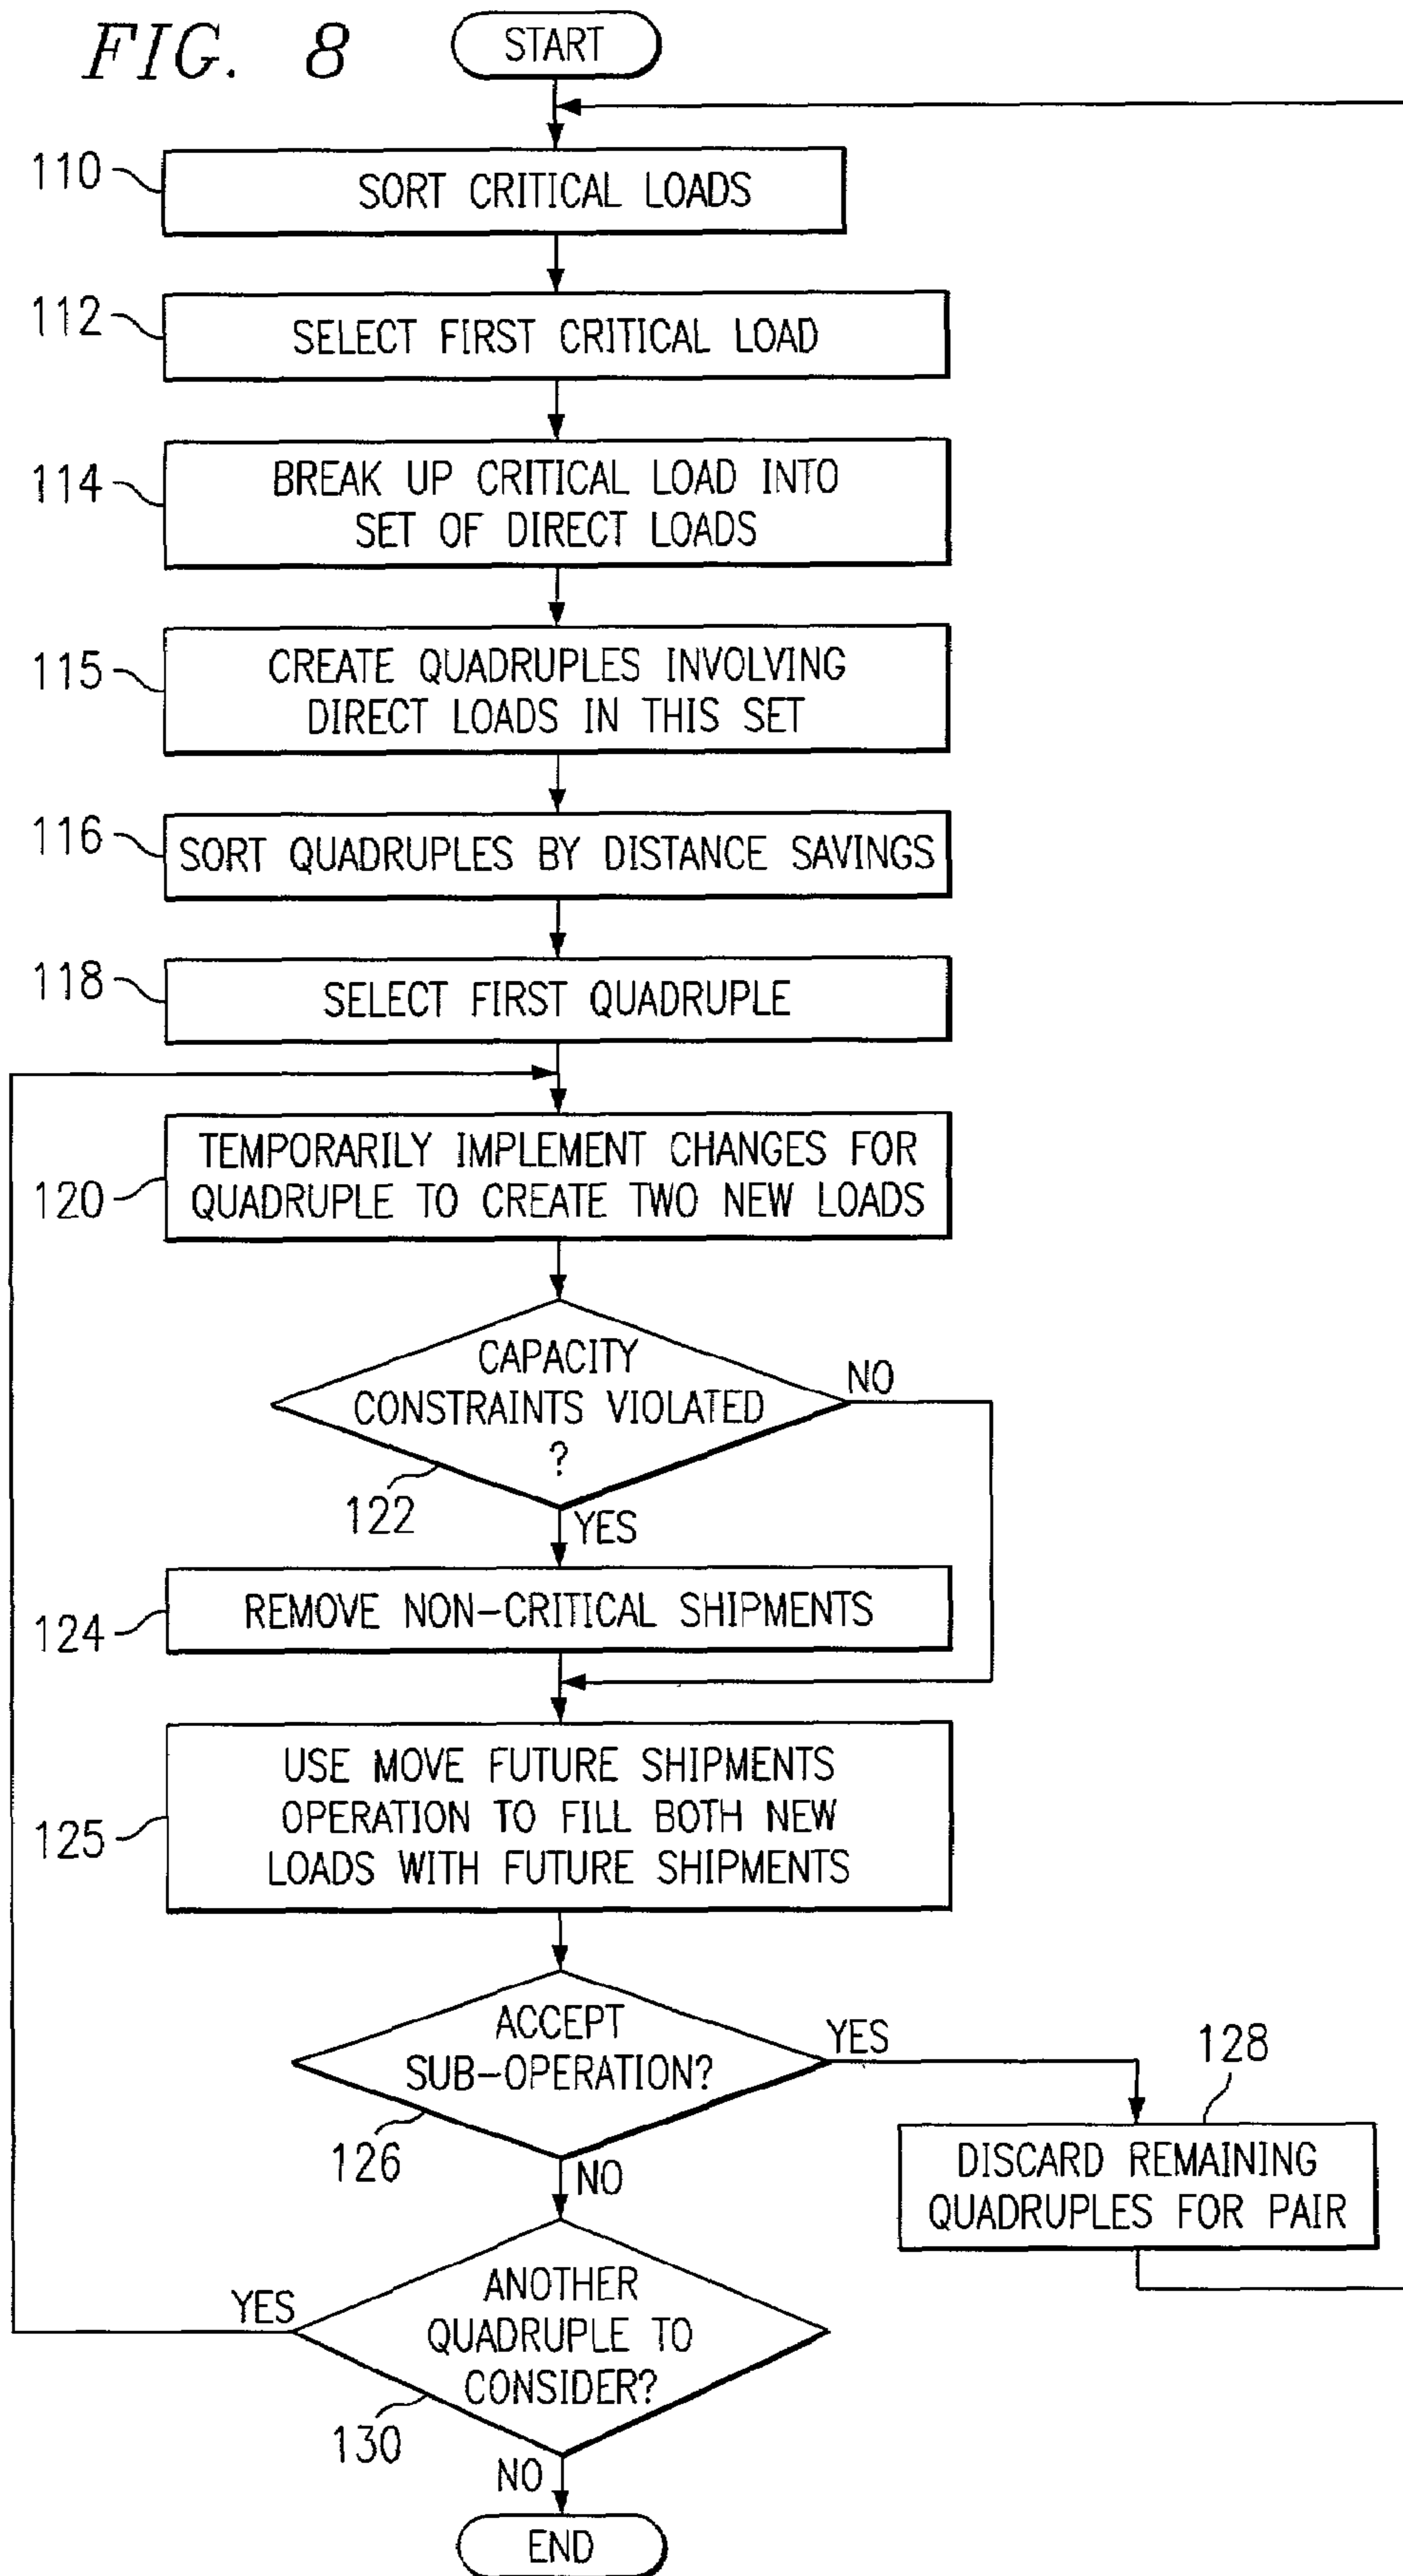 FIG. 8
START
110
SORT CRITICAL LOADS
112
SELECT FIRST CRITICAL LOAD
114
BREAK UP CRITICAL LOAD INTO
SET OF DIRECT LOADS
115
CREATE QUADRUPLES INVOLVING
DIRECT LOADS IN THIS SET
116
SORT QUADRUPLES BY DISTANCE SAVINGS
118
SELECT FIRST QUADRUPLE
120
TEMPORARILY IMPLEMENT CHANGES FOR
QUADRUPLE TO CREATE TWO NEW LOADS
CAPACITY
CONSTRAINTS VIOLATED
?
NO
122
YES
124
REMOVE NON-CRITICAL SHIPMENTS
125
USE MOVE FUTURE SHIPMENTS
OPERATION TO FILL BOTH NEW
LOADS WITH FUTURE SHIPMENTS
ACCEPT
SUB-OPERATION?
YES
126
NO
128
DISCARD REMAINING
QUADRUPLES FOR PAIR
YES
ANOTHER
QUADRUPLE TO
CONSIDER?
130
NO
END